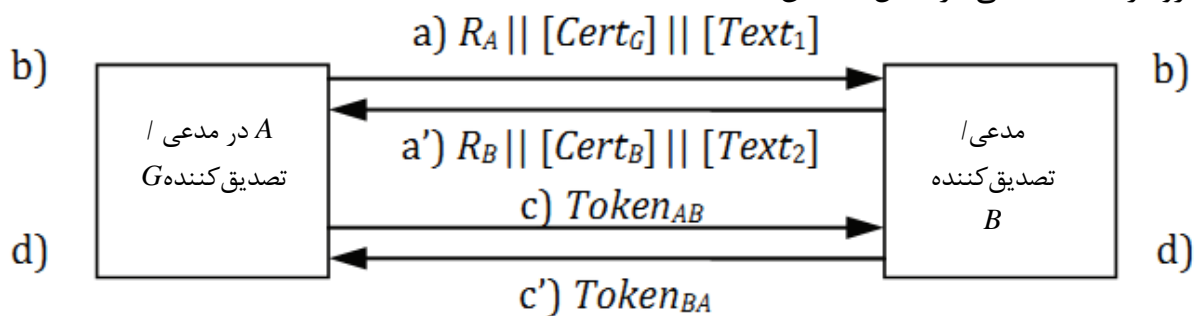 a) R_A || [Cert_G] || [Text_1]
b)
b)
A در مدعی /
تصدیق‌کننده G
مدعی/
تصدیق‌کننده
B
a’) R_B || [Cert_B] || [Text_2]
c) Token_AB
d)
d)
c’) Token_BA